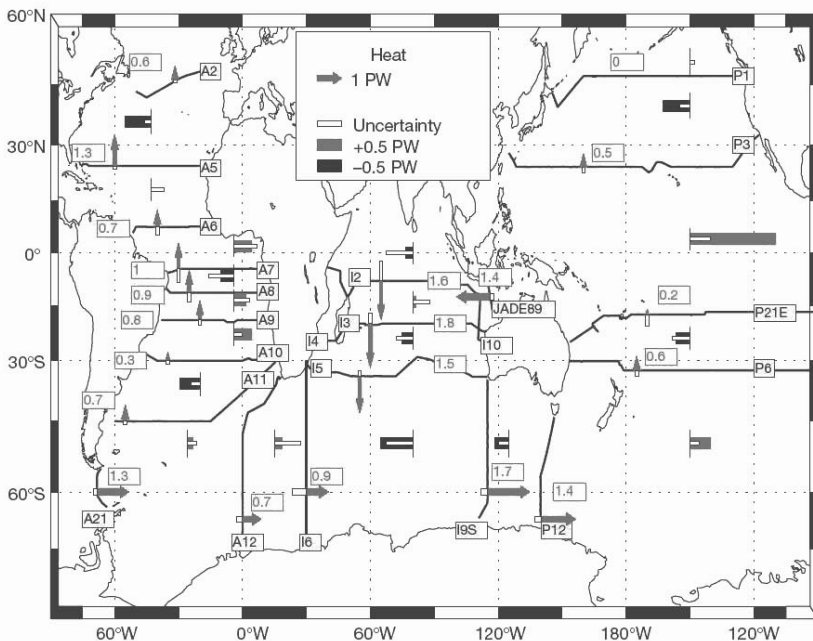 60°N
30°N
0°
30°S
60°S
60°W
0°W
60°W
120°W
180°W
120°W
Heat
1 PW
Uncertainty
+0.5 PW
−0.5 PW
0.6
A2
0
P1
1.3
A5
0.5
P3
0.7
A6
1
A7
I2
1.6
1.4
0.9
A8
JADE89
0.2
P21E
0.8
A9
I3
1.8
I4
I10
0.3
A10
I5
1.5
0.6
P6
A11
0.7
1.3
0.7
0.9
1.7
1.4
A21
A12
I6
I9S
P12